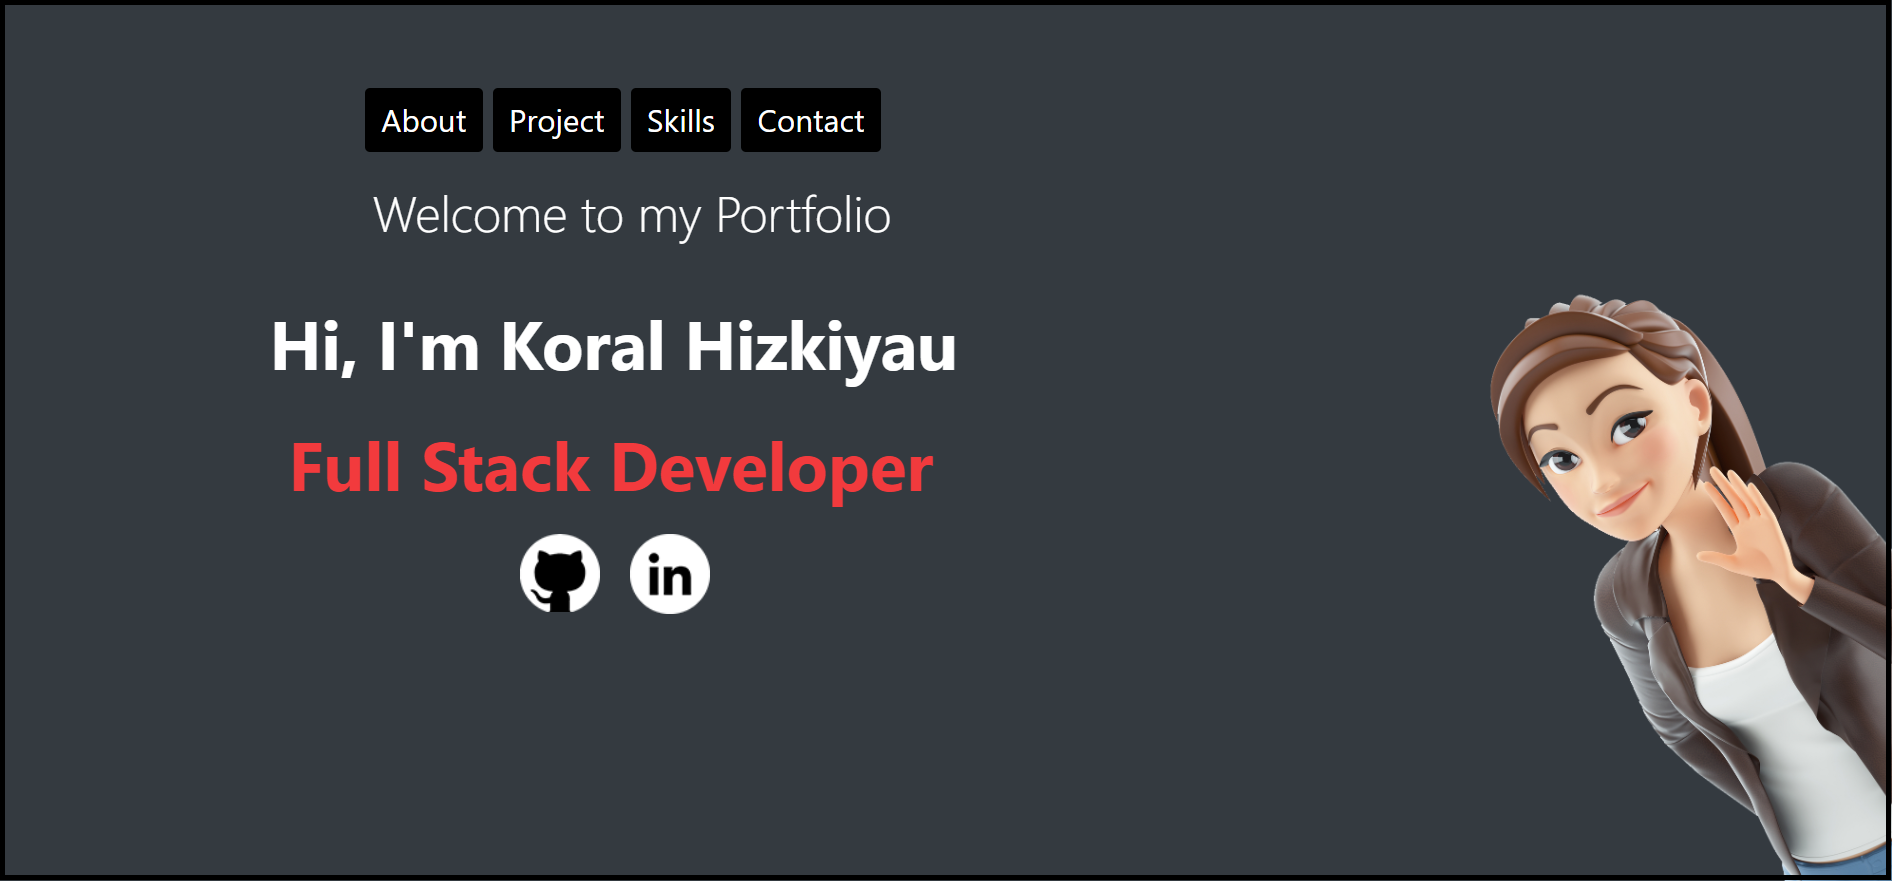 About Project Skills Contact
Welcome to my Portfolio
Hi, I'm Koral Hizkiyau
Full Stack Developer
in